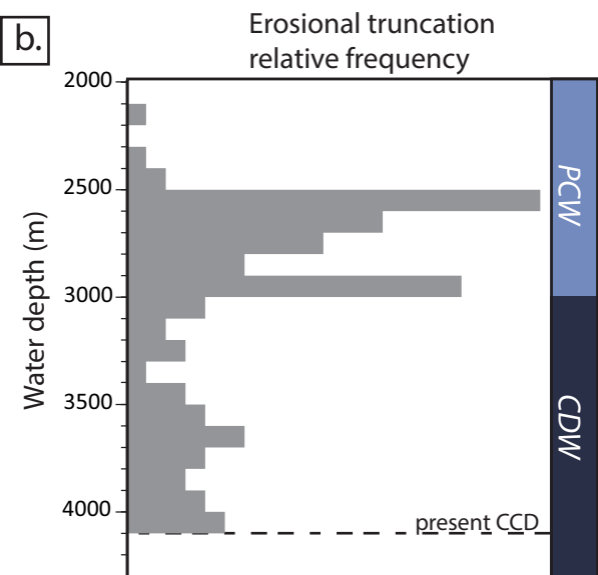 b.
Erosional truncation
relative frequency
Water depth (m)
2000
2500
3000
3500
4000
PCW
CDW
present CCD